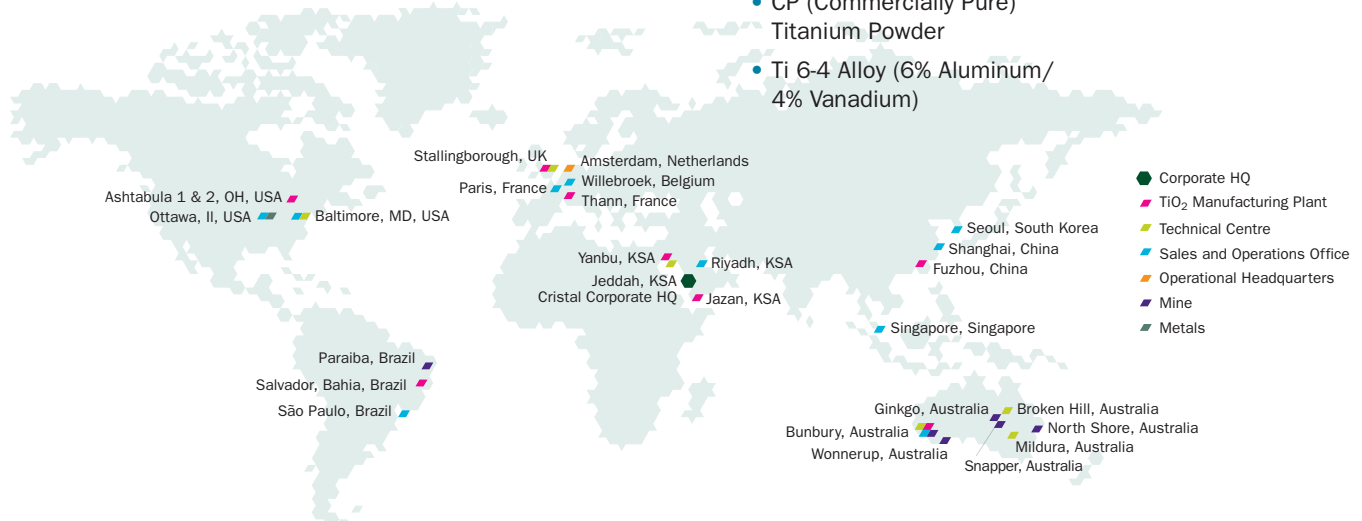 • CP (Commercially Pure)
Titanium Powder
• Ti 6-4 Alloy (6% Aluminum/
4% Vanadium)
Stallingborough, UK
Amsterdam, Netherlands
Paris, France
Willebroek, Belgium
Thann, France
Ashtabula 1 & 2, OH, USA
Ottawa, Il, USA
Baltimore, MD, USA
Yanbu, KSA
Riyadh, KSA
Jeddah, KSA
Cristal Corporate HQ
Jazan, KSA
Seoul, South Korea
Shanghai, China
Fuzhou, China
Singapore, Singapore
Corporate HQ
TiO₂ Manufacturing Plant
Technical Centre
Sales and Operations Office
Operational Headquarters
Mine
Metals
Paraiba, Brazil
Salvador, Bahia, Brazil
São Paulo, Brazil
Ginkgo, Australia
Broken Hill, Australia
Bunbury, Australia
North Shore, Australia
Wonnerup, Australia
Mildura, Australia
Snapper, Australia